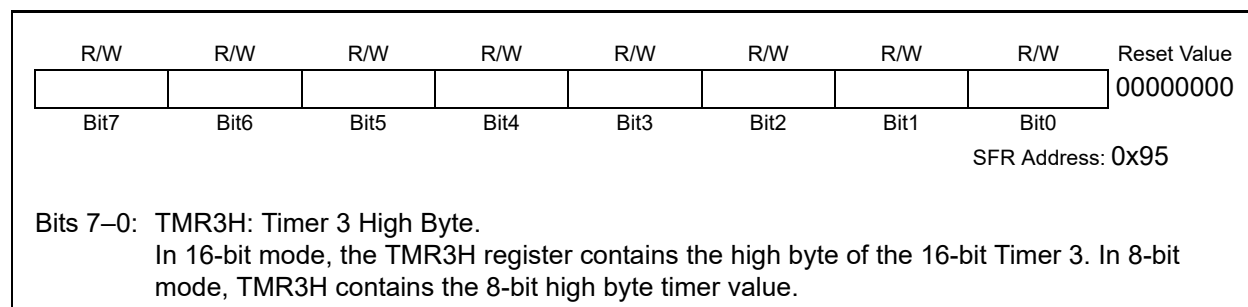 R/W R/W R/W R/W R/W R/W R/W R/W Reset Value
00000000
Bit7 Bit6 Bit5 Bit4 Bit3 Bit2 Bit1 Bit0
SFR Address: 0x95
Bits 7–0: TMR3H: Timer 3 High Byte.
In 16-bit mode, the TMR3H register contains the high byte of the 16-bit Timer 3. In 8-bit
mode, TMR3H contains the 8-bit high byte timer value.